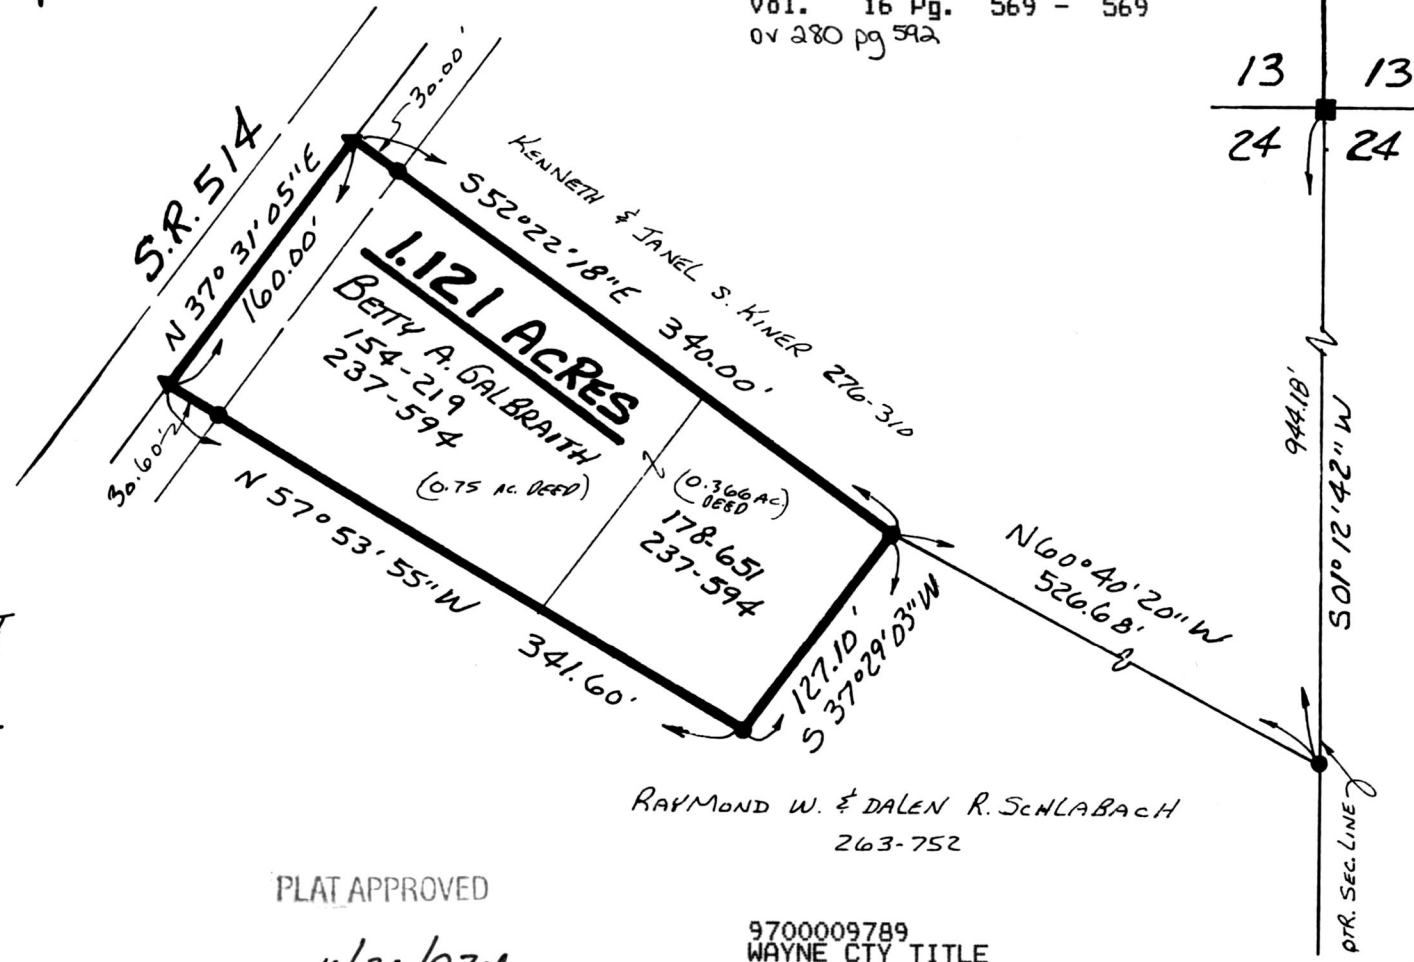 Vol. 16 Pg. 569 - 569
OV 280 pg 592
13 13
24 24
S.R. 514
30.00'
N 37° 31' 05" E
160.00'
KENNETH & JANEL S. KINER 276-310
S 52° 22' 18" E 340.00'
1.121 ACRES
BETTY A. GALBRAITH
154-219
237-594
(0.75 AC. DEED)
(0.366 AC.)
DEED
178-651
237-594
30.60'
N 57° 53' 55" W 341.60'
127.10'
S 37° 29' 03" W
N 60° 40' 20" W
526.68'
944.18'
S 01° 12' 42" W
QTR. SEC. LINE
RAYMOND W. & DALEN R. SCHLABACH
263-752
PLAT APPROVED
9700009789
WAYNE CTY TITLE